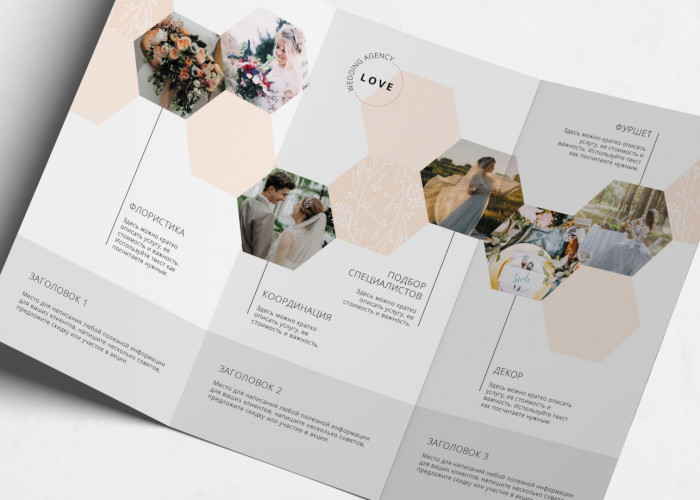 WEDDING AGENCY
LOVE
ФЛОРИСТИКА
Здесь можно кратко
описать услугу, ее
стоимость и важность.
Используйте текст как
посчитаете нужным.
КООРДИНАЦИЯ
Здесь можно кратко
описать услугу, ее
стоимость и важность.
ПОДБОР
СПЕЦИАЛИСТОВ
Здесь можно кратко
описать услугу, ее
стоимость и важность.
ФУРШЕТ
Здесь можно кратко описать
услугу, ее стоимость и
важность. Используйте текст
как посчитаете нужным.
ДЕКОР
Здесь можно кратко описать
услугу, ее стоимость и
важность. Используйте текст
как посчитаете нужным.
ЗАГОЛОВОК 1
Место для написания любой полезной информации
для ваших клиентов, напишите несколько советов,
предложите скидку или участие в акции.
ЗАГОЛОВОК 2
Место для написания любой полезной информации
для ваших клиентов, напишите несколько советов,
предложите скидку или участие в акции.
ЗАГОЛОВОК 3
Место для написания любой полезной информации
для ваших клиентов, напишите несколько советов,
предложите скидку или участие в акции.